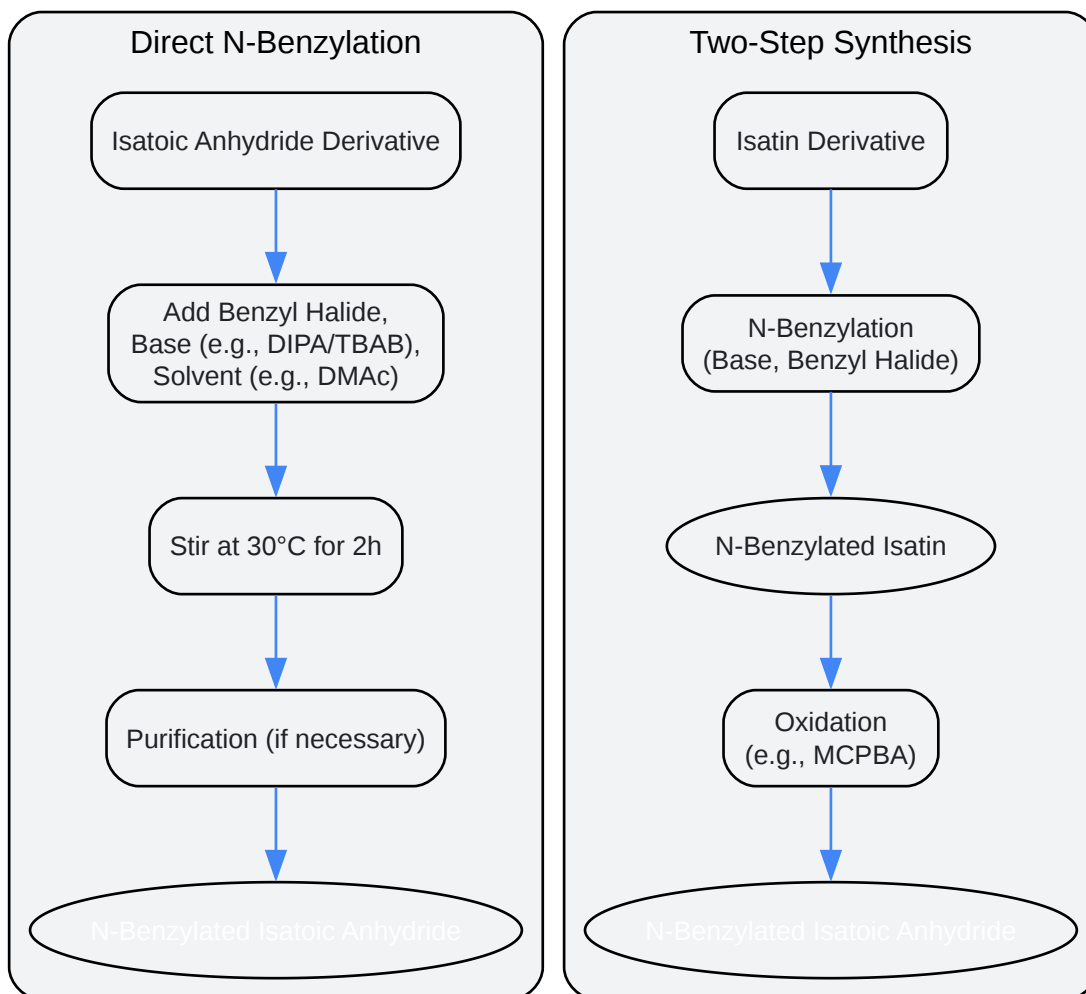 Direct N-Benzylation
Isatoic Anhydride Derivative
Add Benzyl Halide,
Base (e.g., DIPA/TBAB),
Solvent (e.g., DMAc)
Stir at 30°C for 2h
Purification (if necessary)
N-Benzylated Isatoic Anhydride
Two-Step Synthesis
Isatin Derivative
N-Benzylation
(Base, Benzyl Halide)
N-Benzylated Isatin
Oxidation
(e.g., MCPBA)
N-Benzylated Isatoic Anhydride